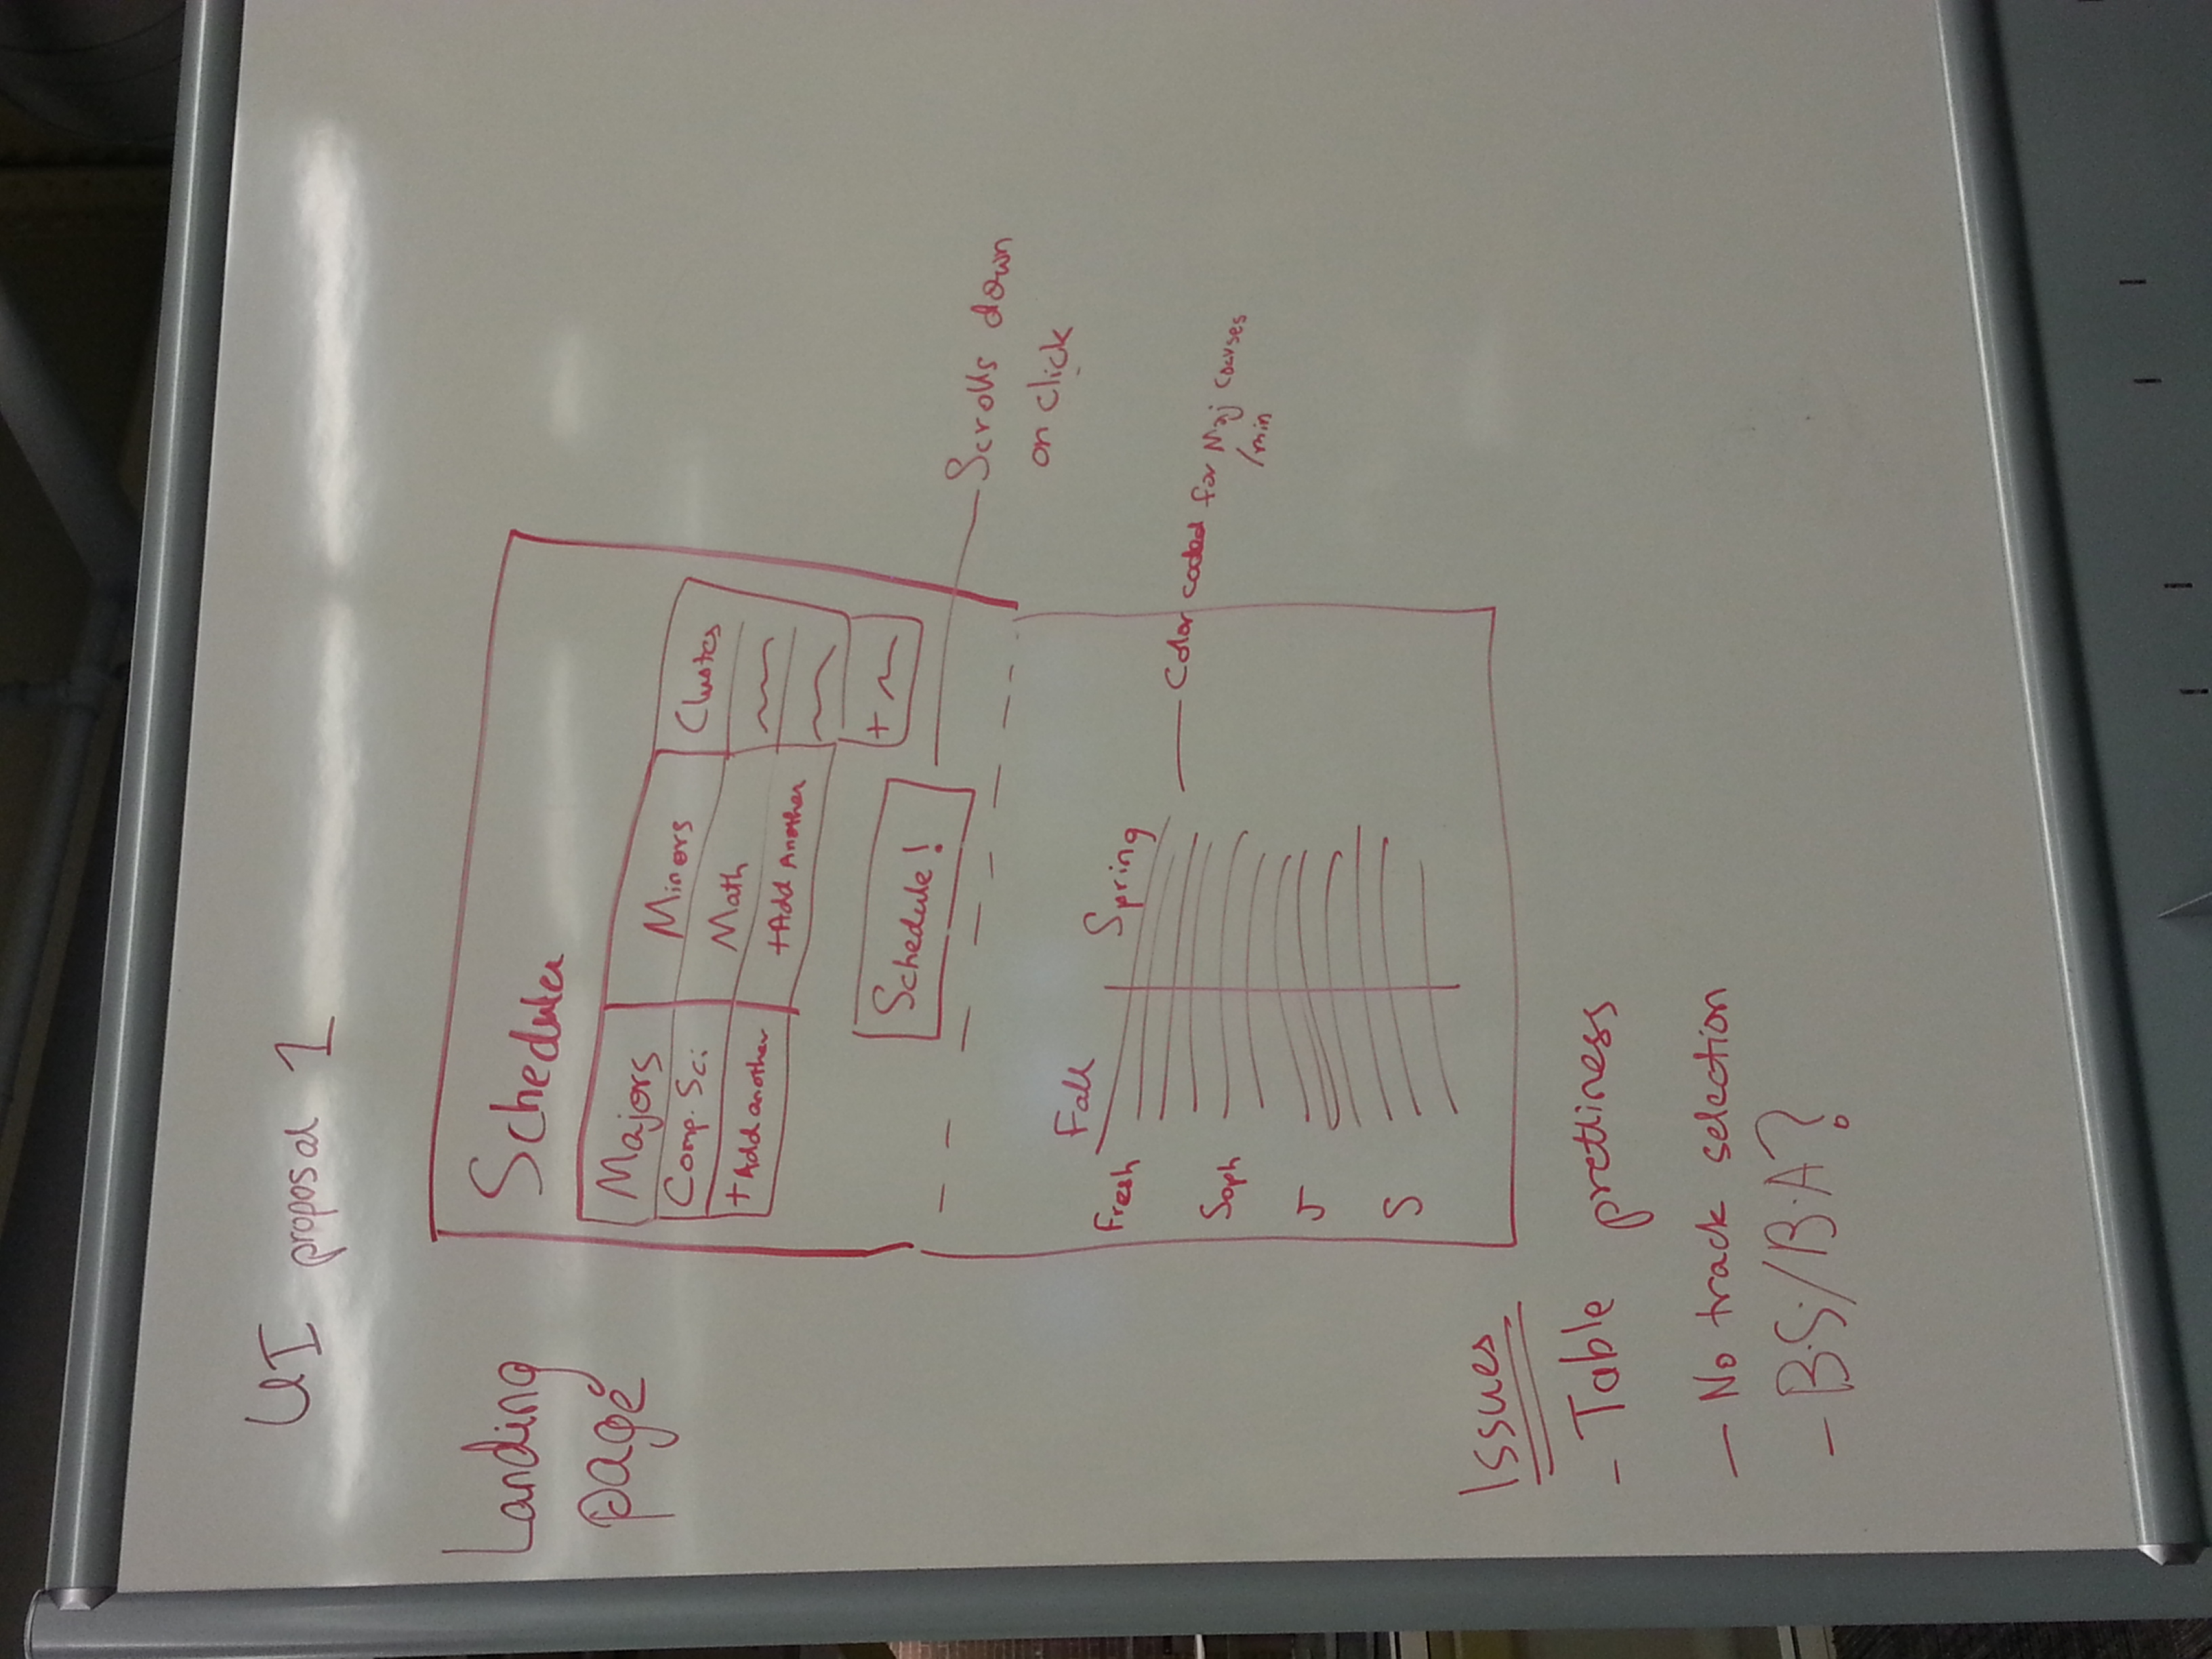 UI proposal 1
Landing
page
Scheduler
Majors Minors Clusters
Comp. Sci. Math
+ Add another +Add Another
+
Schedule!
Scrolls down
on click
Fall Spring
Fresh
Color coded for Maj courses
/min
Soph
J
S
Issues
- Table prettiness
- No track selection
- B.S./B.A?